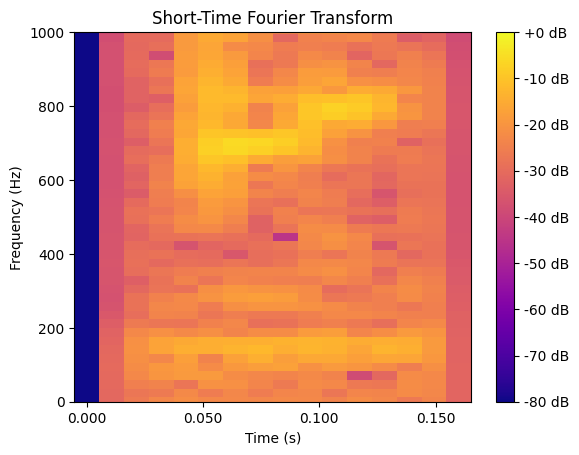 Short-Time Fourier Transform
1000
800
600
400
200
0
Frequency (Hz)
0.000
0.050
0.100
0.150
Time (s)
+0 dB
-10 dB
-20 dB
-30 dB
-40 dB
-50 dB
-60 dB
-70 dB
-80 dB